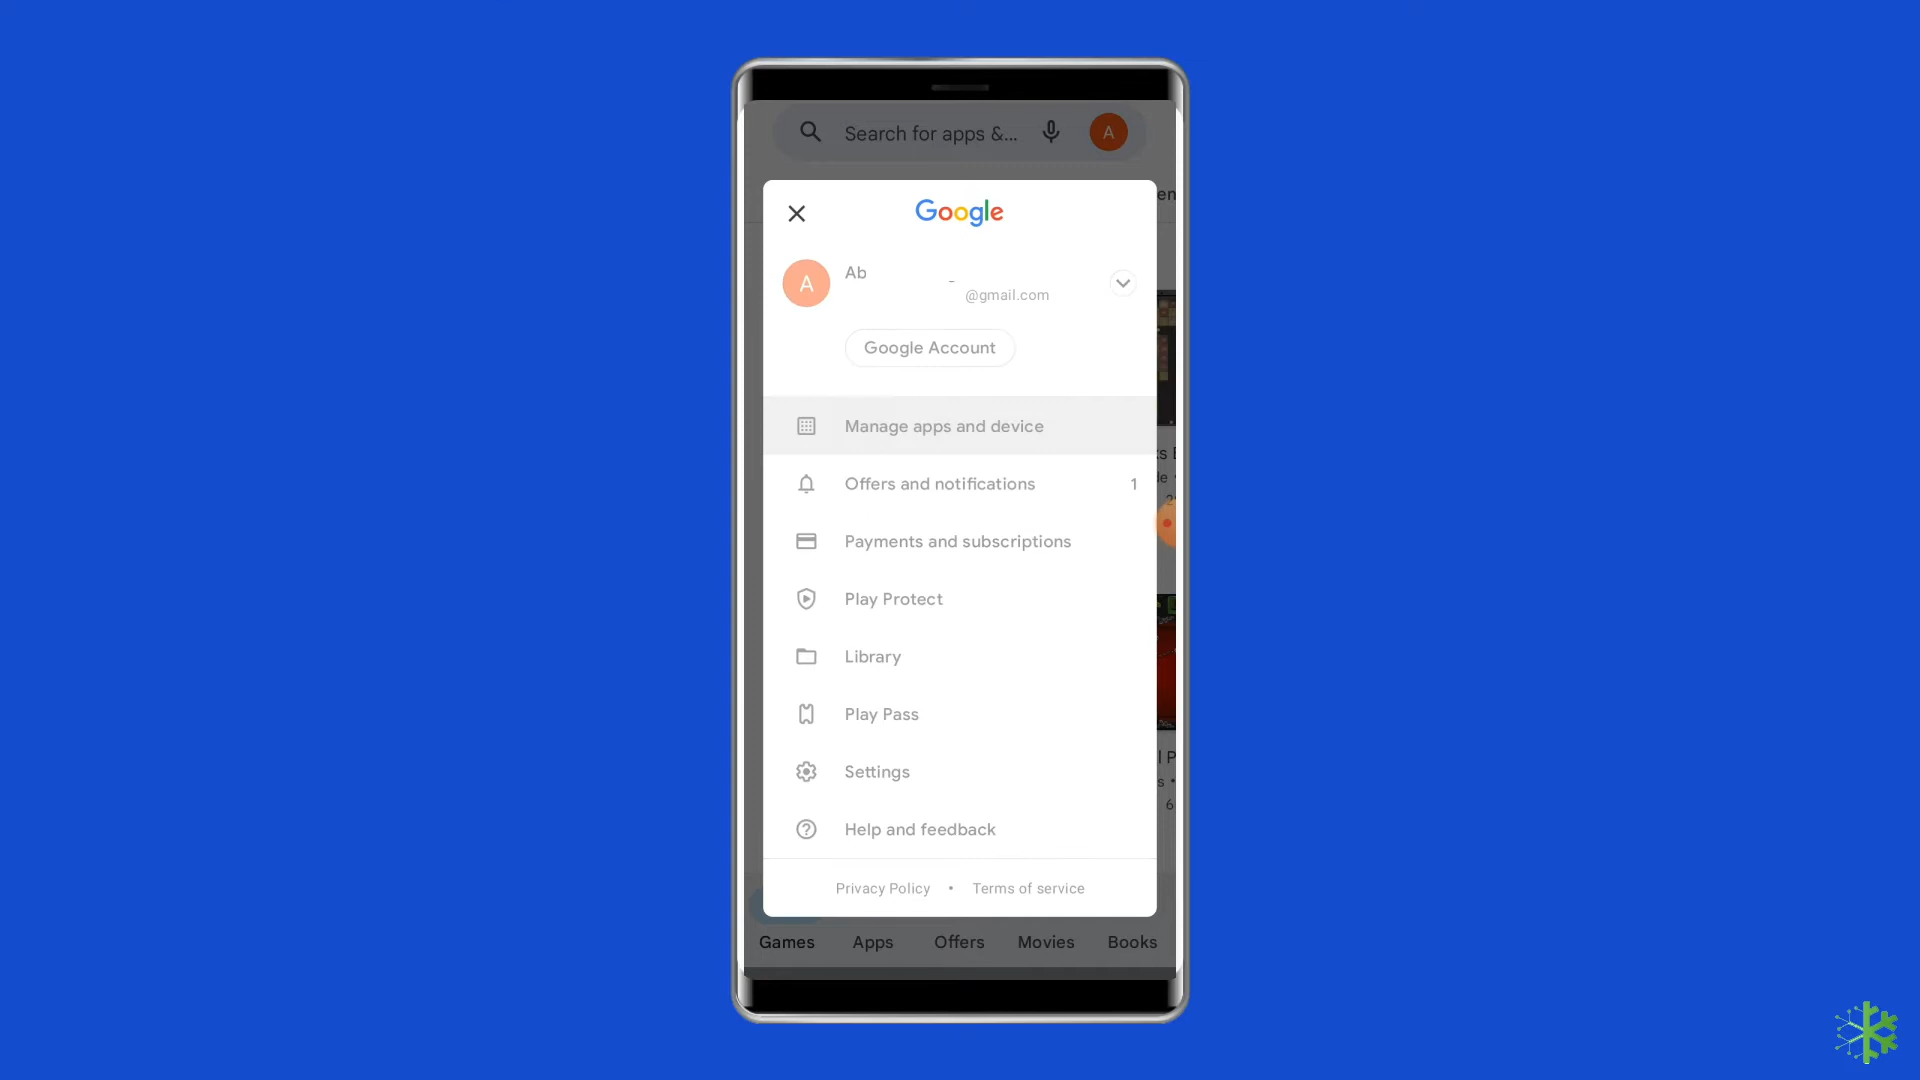 Search for apps &...
A
en
Google
A
Ab
@gmail.com
Google Account
Manage apps and device
Offers and notifications 1
Payments and subscriptions
Play Protect
Library
Play Pass
Settings
Help and feedback
Privacy Policy • Terms of service
Games Apps Offers Movies Books